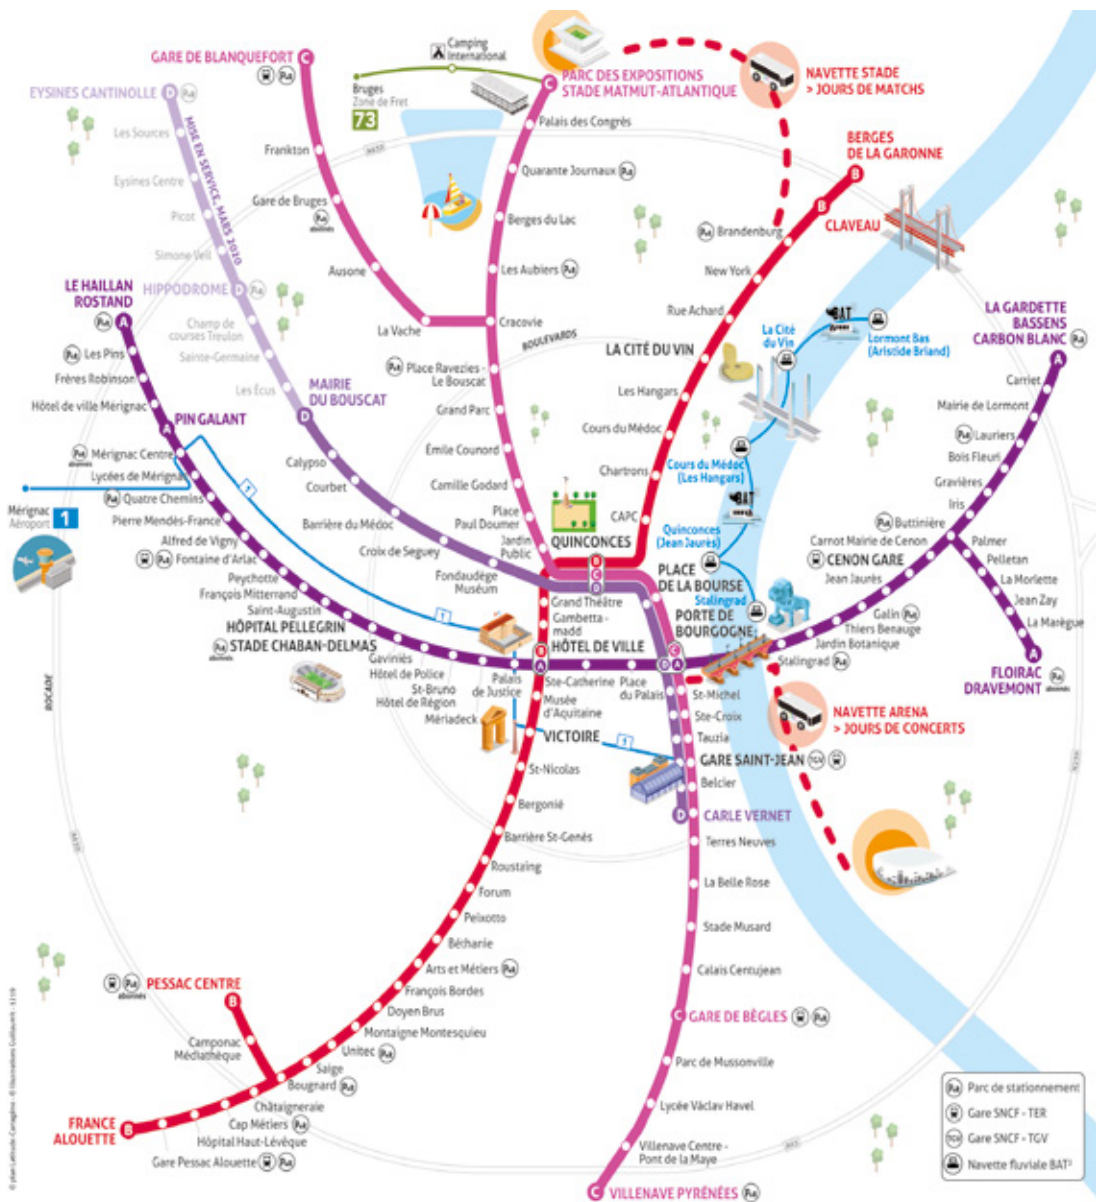 GARE DE BLANQUEFORT
C
P+R
Camping
International
Bruges
Zone de Fret
73
C
PARC DES EXPOSITIONS
STADE MATMUT-ATLANTIQUE
NAVETTE STADE
> JOURS DE MATCHS
EYSINES CANTINOLLE
D
P+R
Les Sources
MISE EN SERVICE, MARS 2020
Eysines Centre
Picot
Simone Veil
HIPPODROME
D
P+R
Champ de
courses Treulon
Sainte-Germaine
Les Écus
MAIRIE
DU BOUSCAT
D
Calypso
Courbet
Barrière du Médoc
Croix de Seguey
Fondaudège
Muséum
Frankton
Gare de Bruges
P+R
abonnés
Ausone
La Vache
Cracovie
Palais des Congrès
Quarante Journaux
P+R
Berges du Lac
Les Aubiers
P+R
BOULEVARDS
P+R
Place Ravezies -
Le Bouscat
Grand Parc
Émile Counord
Camille Godard
Place
Paul Doumer
Jardin
Public
QUINCONCES
B
C
D
BERGES
DE LA GARONNE
B
B
CLAVEAU
P+R
Brandenburg
New York
Rue Achard
LA CITÉ DU VIN
Les Hangars
Cours du Médoc
Chartrons
CAPC
La Cité
du Vin
BAT
Lormont Bas
(Aristide Briand)
Cours du Médoc
(Les Hangars)
BAT
Quinconces
(Jean Jaurès)
Stalingrad
PLACE
DE LA BOURSE
PORTE DE
BOURGOGNE
C
D
A
LE HAILLAN
ROSTAND
P+R
A
P+R
Les Pins
Frères Robinson
Hôtel de ville Mérignac
A
PIN GALANT
P+R
abonnés
Mérignac Centre
Lycées de Mérignac
P+R
Quatre Chemins
Pierre Mendès-France
Alfred de Vigny
P+R
Fontaine d'Arlac
Peychotte
François Mitterrand
Saint-Augustin
HÔPITAL PELLEGRIN
P+R
abonnés
STADE CHABAN-DELMAS
Gaviniès
Hôtel de Police
St-Bruno
Hôtel de Région
Mériadeck
Palais
de Justice
Mérignac
Aéroport
1
1
1
1
Grand Théâtre
Gambetta -
madd
B
A
HÔTEL DE VILLE
Ste-Catherine
Place
du Palais
Musée
d'Aquitaine
VICTOIRE
St-Nicolas
Bergonié
Barrière St-Genès
Roustaing
Forum
Peixotto
Béthanie
Arts et Métiers
P+R
François Bordes
Doyen Brus
Montaigne Montesquieu
Unitec
P+R
Saige
Bougnard
P+R
Châtaigneraie
Cap Métiers
P+R
Hôpital Haut-Lévêque
Gare Pessac Alouette
P+R
FRANCE
ALOUETTE
B
P+R
abonnés
PESSAC CENTRE
B
Camponac
Médiathèque
LA GARDETTE
BASSENS
CARBON BLANC
P+R
A
Carriet
Mairie de Lormont
P+R
Lauriers
Bois Fleuri
Gravières
Iris
P+R
Buttinière
Carnot Mairie de Cenon
CENON GARE
Jean Jaurès
Galin
P+R
Thiers Benauge
Jardin Botanique
Stalingrad
P+R
Palmer
Pelletan
La Morlette
Jean Zay
La Marègue
A
FLOIRAC
DRAVEMONT
P+R
abonnés
NAVETTE ARENA
> JOURS DE CONCERTS
St-Michel
Ste-Croix
Tauzia
GARE SAINT-JEAN
TGV
Belcier
D
CARLE VERNET
Terres Neuves
La Belle Rose
Stade Musard
Calais Centujean
C
GARE DE BÈGLES
P+R
Parc de Mussonville
Lycée Václav Havel
Villenave Centre -
Pont de la Maye
C
VILLENAVE PYRÉNÉES
P+R
ROCADE
A630
P+R
Parc de stationnement
Gare SNCF - TER
TGV
Gare SNCF - TGV
Navette fluviale BAT³